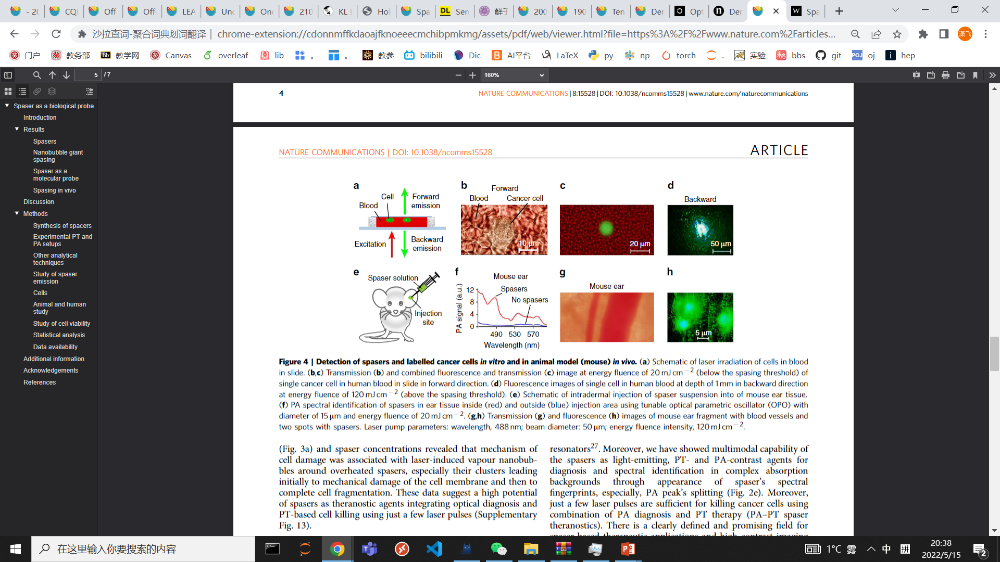 - 20
CQL
Off-
Offl
LEA
Unc
One
210
KL
Hol
Spa
Sen
鲜于
200
190
Ten
Der
Opt
Der
Spa
沙拉查词-聚合词典划词翻译 | chrome-extension://cdonnmffkdaoajfknoeeecmchibpmkmg/assets/pdf/web/viewer.html?file=https%3A%2F%2Fwww.nature.com%2Farticles...
潇飞
门户
教务部
Bb 教学网
Canvas
overleaf
lib
。
。
教参
bilibili
Dic
AI平台
LaTeX
py
np
torch
.
实验
bbs
git
POJ oj
hep
5 / 7
160%
Spaser as a biological probe
Introduction
Results
Spasers
Nanobubble giant
spasing
Spaser as a
molecular probe
Spasing in vivo
Discussion
Methods
Synthesis of spacers
Experimental PT and
PA setups
Other analytical
techniques
Study of spaser
emission
Cells
Animal and human
study
Study of cell viability
Statistical analysis
Data availability
Additional information
Acknowledgements
References
4
NATURE COMMUNICATIONS | 8:15528 | DOI: 10.1038/ncomms15528 | www.nature.com/naturecommunications
NATURE COMMUNICATIONS | DOI: 10.1038/ncomms15528
ARTICLE
a
Cell
Blood
Forward
emission
Excitation
Backward
emission
b
Forward
Blood
Cancer cell
10 μm
c
20 μm
d
Backward
50 μm
e
Spaser solution
Injection
site
f
Mouse ear
PA signal (a.u.)
12
8
4
0
Spasers
No spasers
490 530 570
Wavelength (nm)
g
Mouse ear
h
5 μm
Figure 4 | Detection of spasers and labelled cancer cells in vitro and in animal model (mouse) in vivo. (a) Schematic of laser irradiation of cells in blood
in slide. (b,c) Transmission (b) and combined fluorescence and transmission (c) image at energy fluence of 20 mJ cm−2 (below the spasing threshold) of
single cancer cell in human blood in slide in forward direction. (d) Fluorescence images of single cell in human blood at depth of 1 mm in backward direction
at energy fluence of 120 mJ cm−2 (above the spasing threshold). (e) Schematic of intradermal injection of spaser suspension into of mouse ear tissue.
(f) PA spectral identification of spasers in ear tissue inside (red) and outside (blue) injection area using tunable optical parametric oscillator (OPO) with
diameter of 15 μm and energy fluence of 20 mJ cm−2. (g,h) Transmission (g) and fluorescence (h) images of mouse ear fragment with blood vessels and
two spots with spasers. Laser pump parameters: wavelength, 488 nm; beam diameter: 50 μm; energy fluence intensity, 120 mJ cm−2.
(Fig. 3a) and spaser concentrations revealed that mechanism of
cell damage was associated with laser-induced vapour nanobub-
bles around overheated spasers, especially their clusters leading
initially to mechanical damage of the cell membrane and then to
complete cell fragmentation. These data suggest a high potential
of spasers as theranostic agents integrating optical diagnosis and
PT-based cell killing using just a few laser pulses (Supplementary
Fig. 13).
resonators27. Moreover, we have showed multimodal capability of
the spasers as light-emitting, PT- and PA-contrast agents for
diagnosis and spectral identification in complex absorption
backgrounds through appearance of spaser's spectral
fingerprints, especially, PA peak's splitting (Fig. 2e). Moreover,
just a few laser pulses are sufficient for killing cancer cells using
combination of PA diagnosis and PT therapy (PA–PT spaser
theranostics). There is a clearly defined and promising field for
spaser-based therapeutic applications and high-contrast imaging
在这里输入你要搜索的内容
1°C 雾
中
拼
20:38
2022/5/15
2